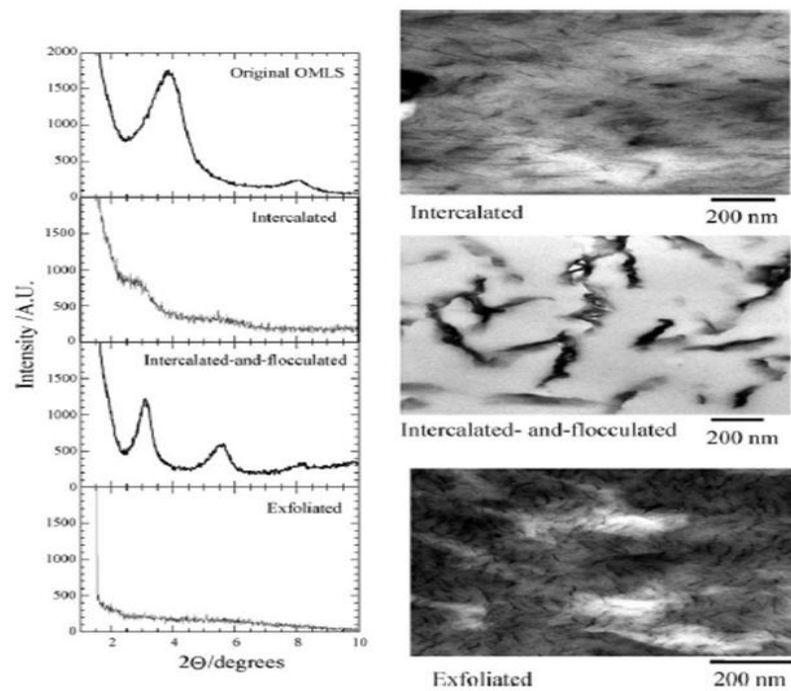 2000
Original OMLS
1500
1000
500
0
Intercalated
1500
1000
500
0
Intercalated-and-flocculated
1500
1000
500
Exfoliated
1500
1000
500
0
2 4 6 8 10
2Θ/degrees
Intensity /A.U.
Intercalated
200 nm
Intercalated- and-flocculated
200 nm
Exfoliated
200 nm